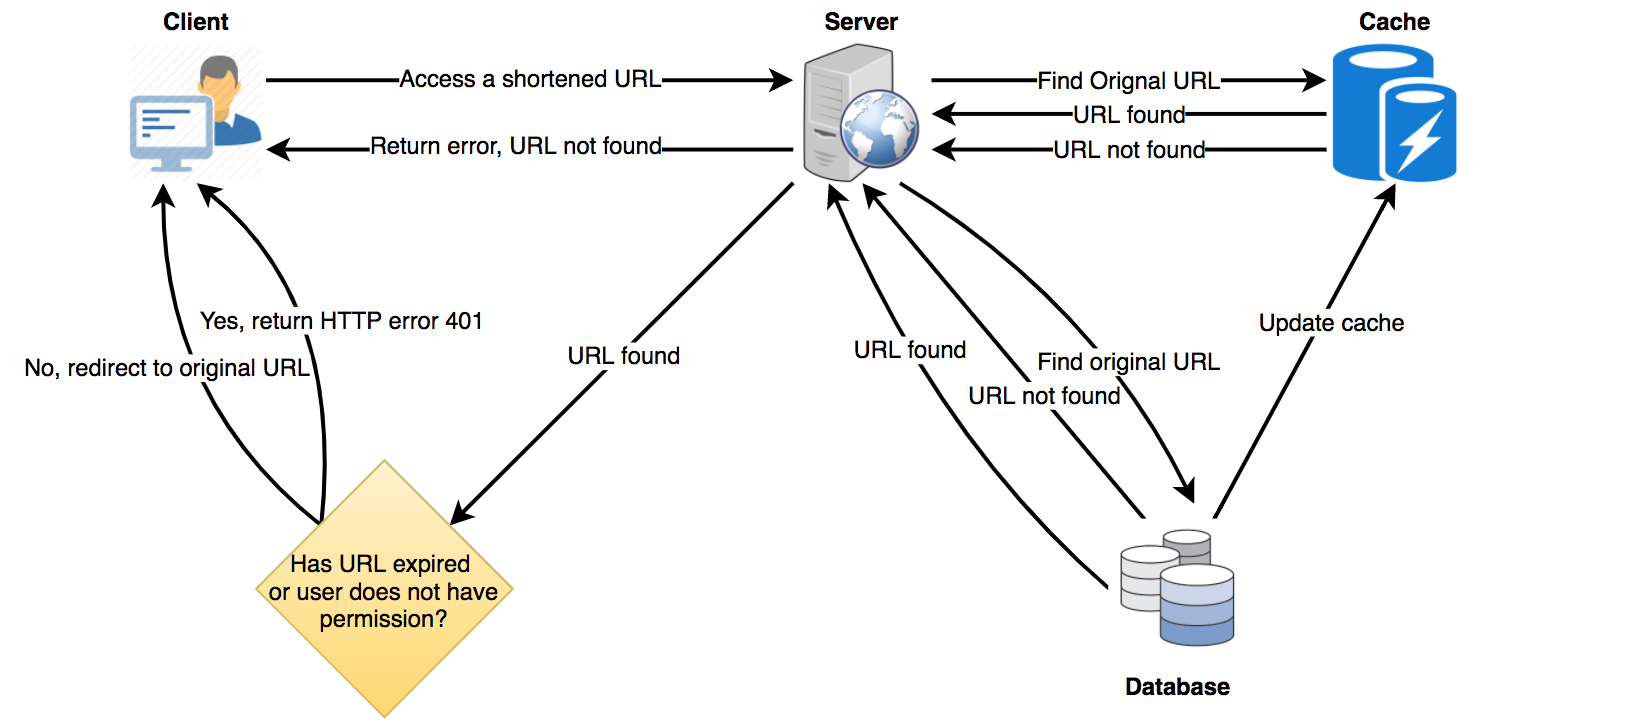 Client
Server
Cache
Access a shortened URL
Find Orignal URL
URL found
Return error, URL not found
URL not found
Yes, return HTTP error 401
Update cache
No, redirect to original URL
URL found
URL found
Find original URL
URL not found
Has URL expired
or user does not have
permission?
Database